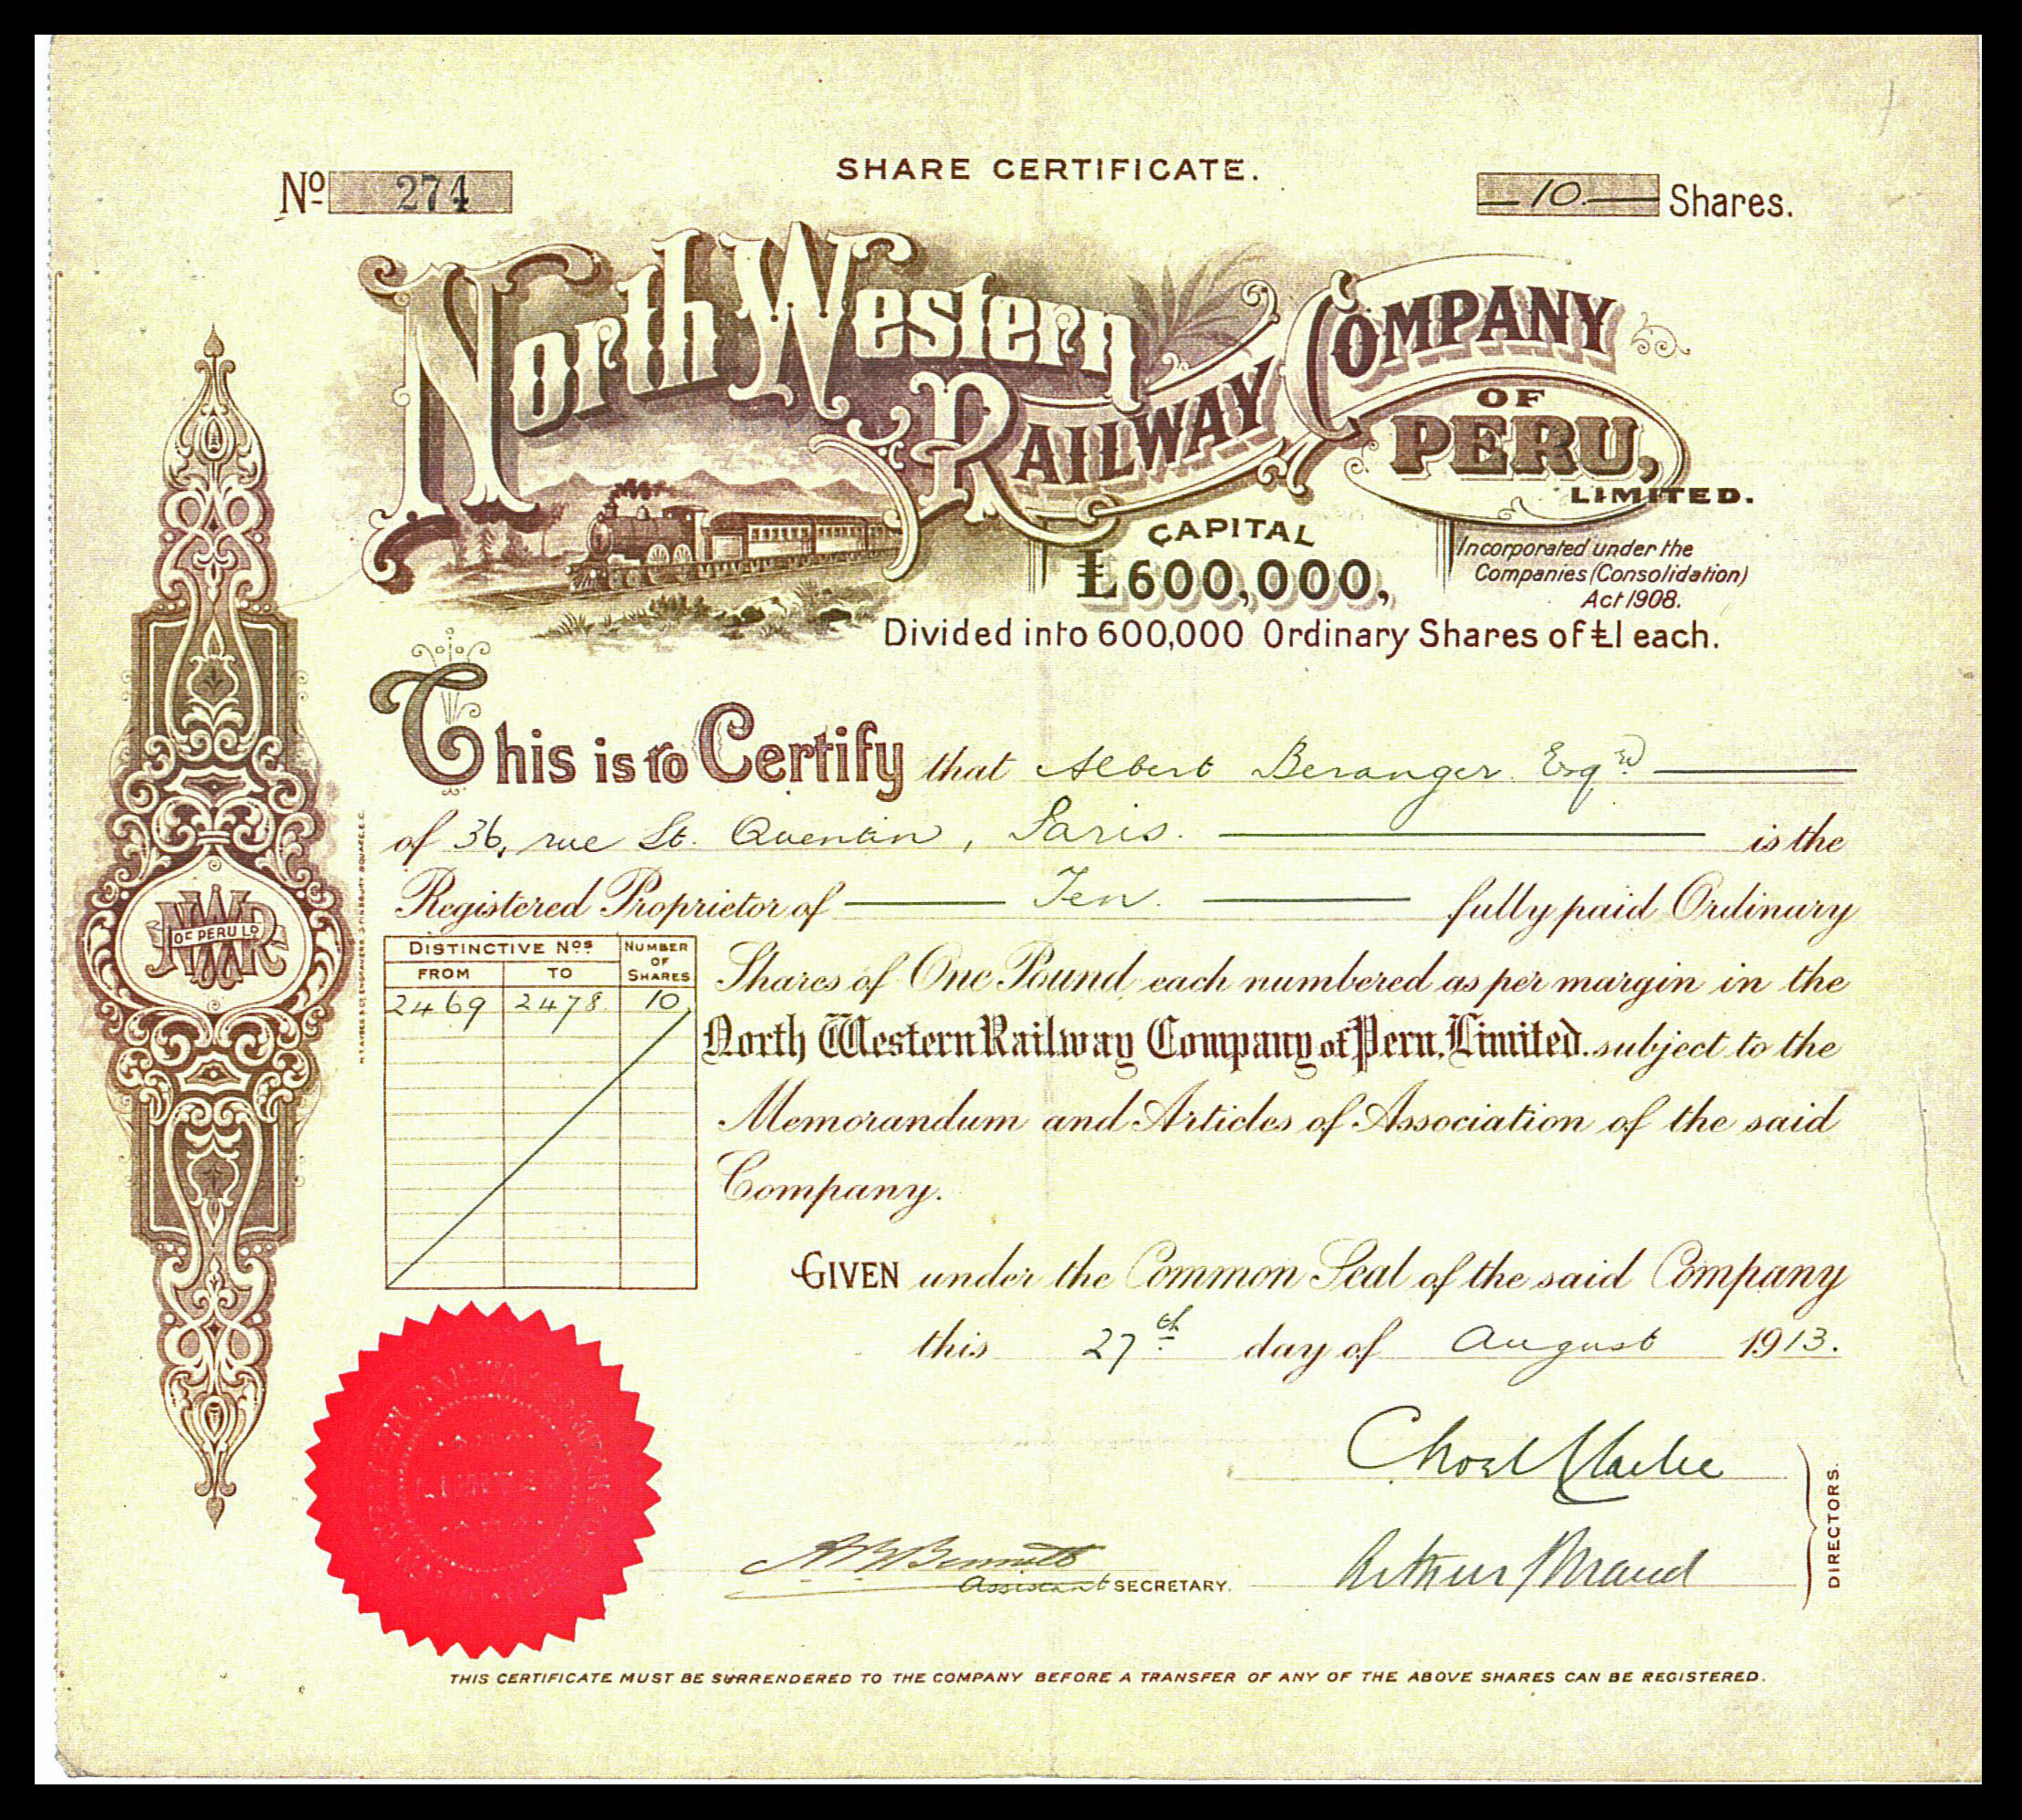 SHARE CERTIFICATE.
Nº 274
10. Shares.
North Western
Railway Company
OF
PERU,
LIMITED.
CAPITAL
£600,000,
Incorporated under the
Companies (Consolidation)
Act 1908.
Divided into 600,000 Ordinary Shares of £1 each.
This is to Certify that Albert Beranger Esqre
of 36, rue St. Quentin, Paris. is the
Registered Proprietor of Ten. fully paid Ordinary
DISTINCTIVE Nos NUMBER OF SHARES
FROM TO
2469 2478. 10
Shares of One Pound each numbered as per margin in the
North Western Railway Company of Peru, Limited. subject to the
Memorandum and Articles of Association of the said
Company.
GIVEN under the Common Seal of the said Company
this 27th day of August 1913.
NWR
OF PERU LD
DIRECTORS.
Assistant SECRETARY.
THIS CERTIFICATE MUST BE SURRENDERED TO THE COMPANY BEFORE A TRANSFER OF ANY OF THE ABOVE SHARES CAN BE REGISTERED.